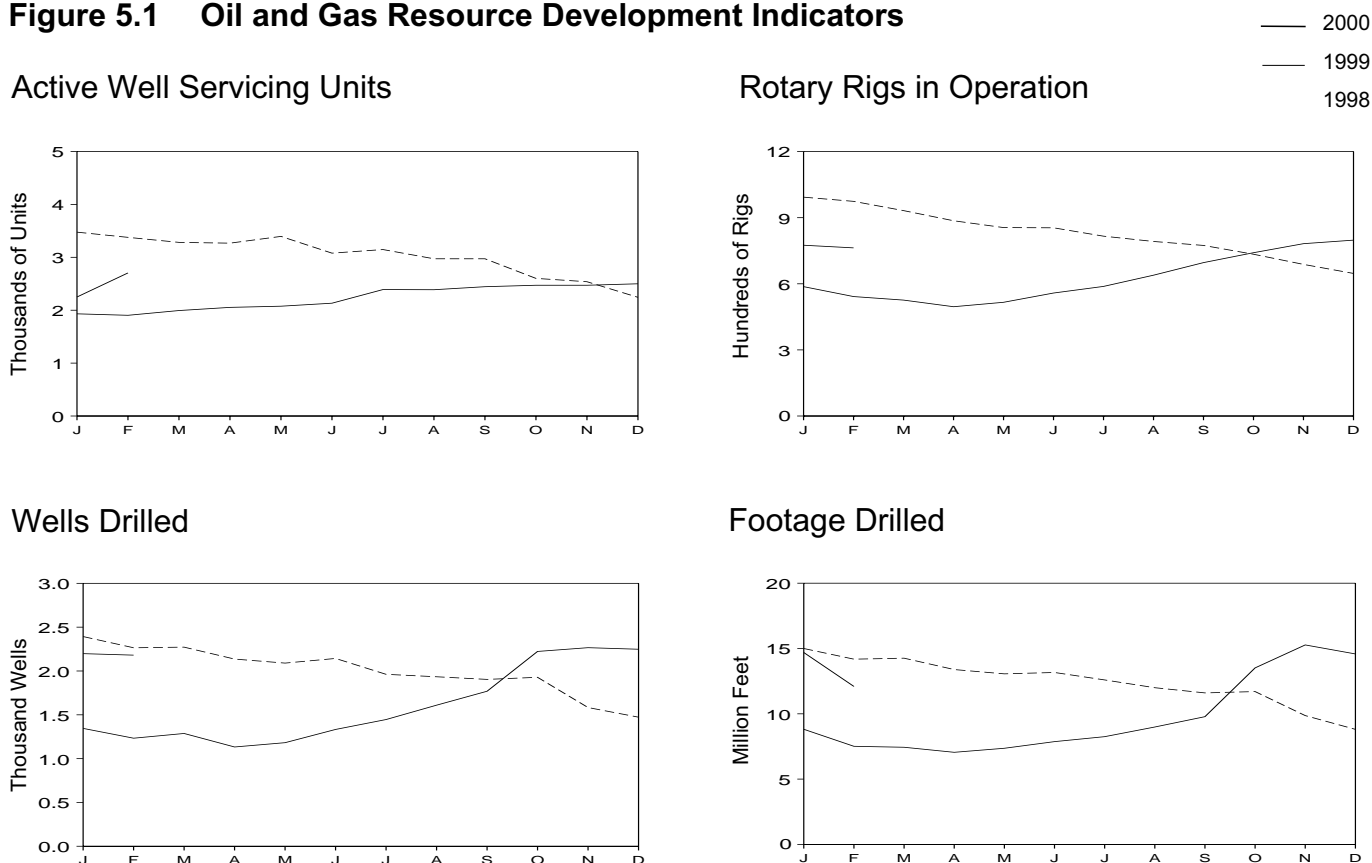 Figure 5.1 Oil and Gas Resource Development Indicators
2000
1999
1998
Active Well Servicing Units
Thousands of Units
5
4
3
2
1
0
J F M A M J J A S O N D
Rotary Rigs in Operation
Hundreds of Rigs
12
9
6
3
0
J F M A M J J A S O N D
Wells Drilled
Thousand Wells
3.0
2.5
2.0
1.5
1.0
0.5
0.0
J F M A M J J A S O N D
Footage Drilled
Million Feet
20
15
10
5
0
J F M A M J J A S O N D